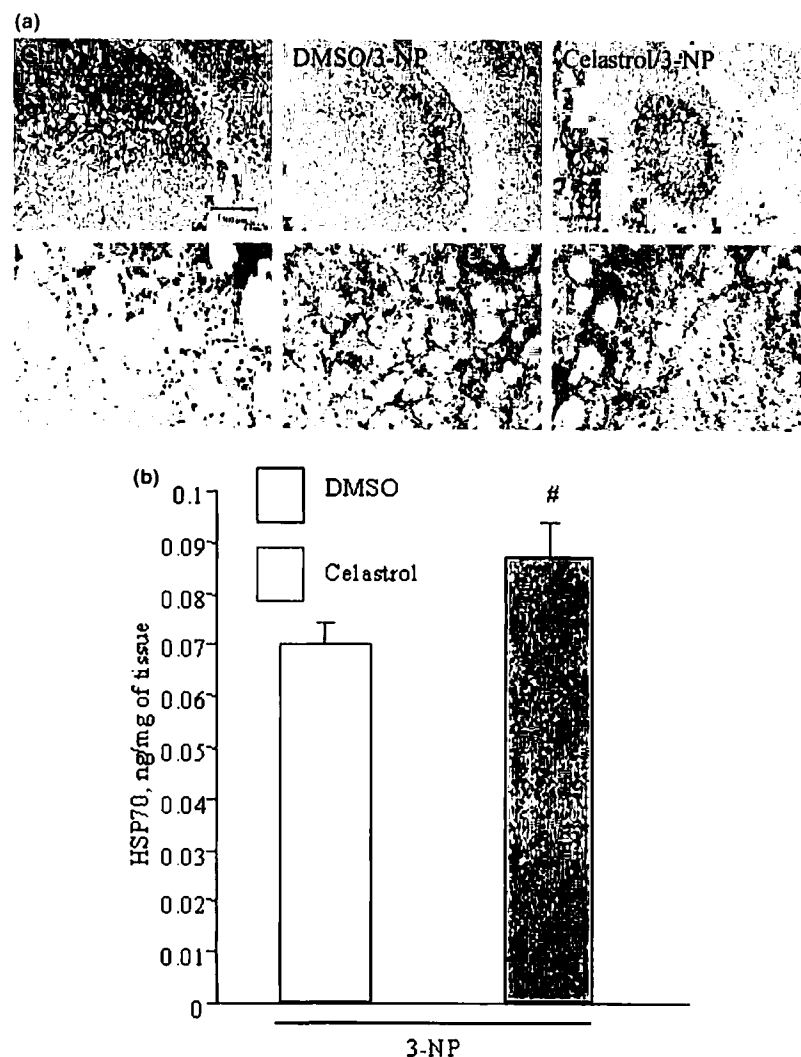 (a)
DMSO/3-NP
Celastrol/3-NP
(b)
DMSO
Celastrol
#
HSP70, ng/mg of tissue
0.1
0.09
0.08
0.07
0.06
0.05
0.04
0.03
0.02
0.01
0
3-NP